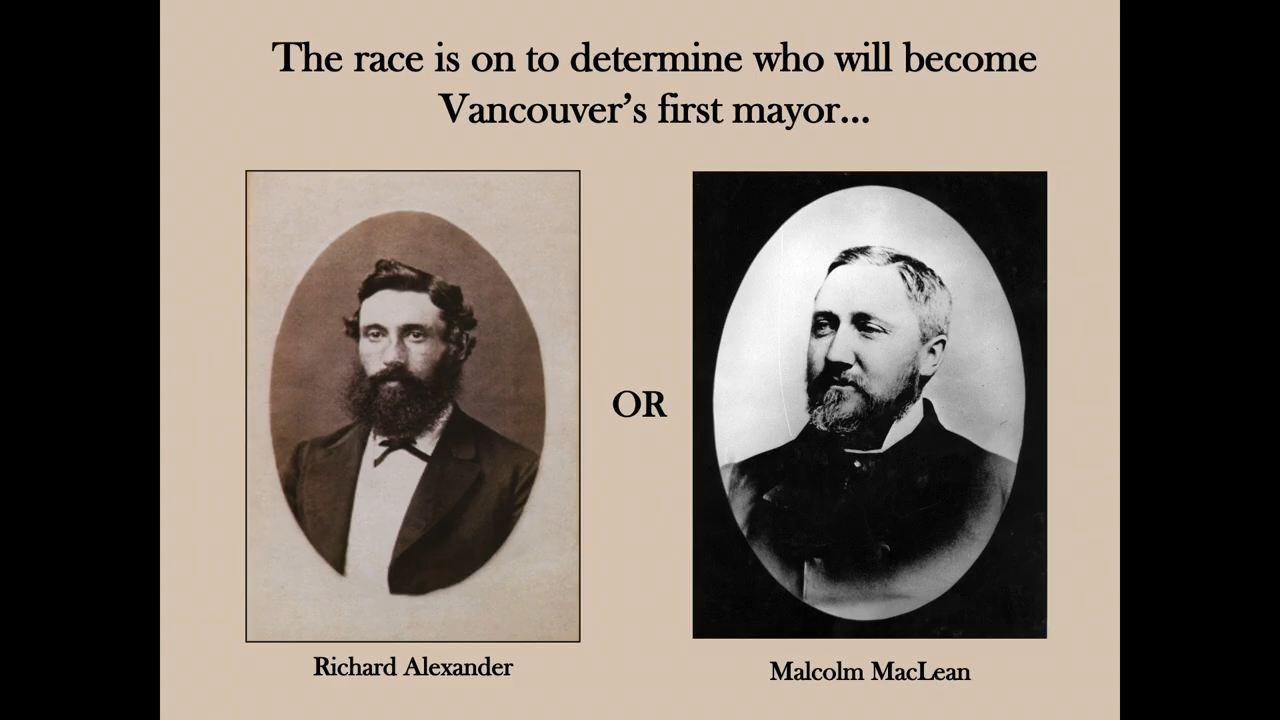 The race is on to determine who will become
Vancouver's first mayor...
OR
Richard Alexander
Malcolm MacLean